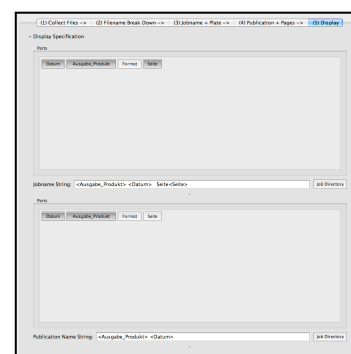 (1) Collect Files -> (2) Filename Break Down -> (3) Jobname + Plate -> (4) Publication + Pages -> (5) Display
Display Specification
Parts
Datum Ausgabe_Produkt Format Seite
Jobname String: <Ausgabe_Produkt> <Datum> Seite<Seite> Job Directory
Parts
Datum Ausgabe_Produkt Format Seite
Publication Name String: <Ausgabe_Produkt> <Datum> Job Directory